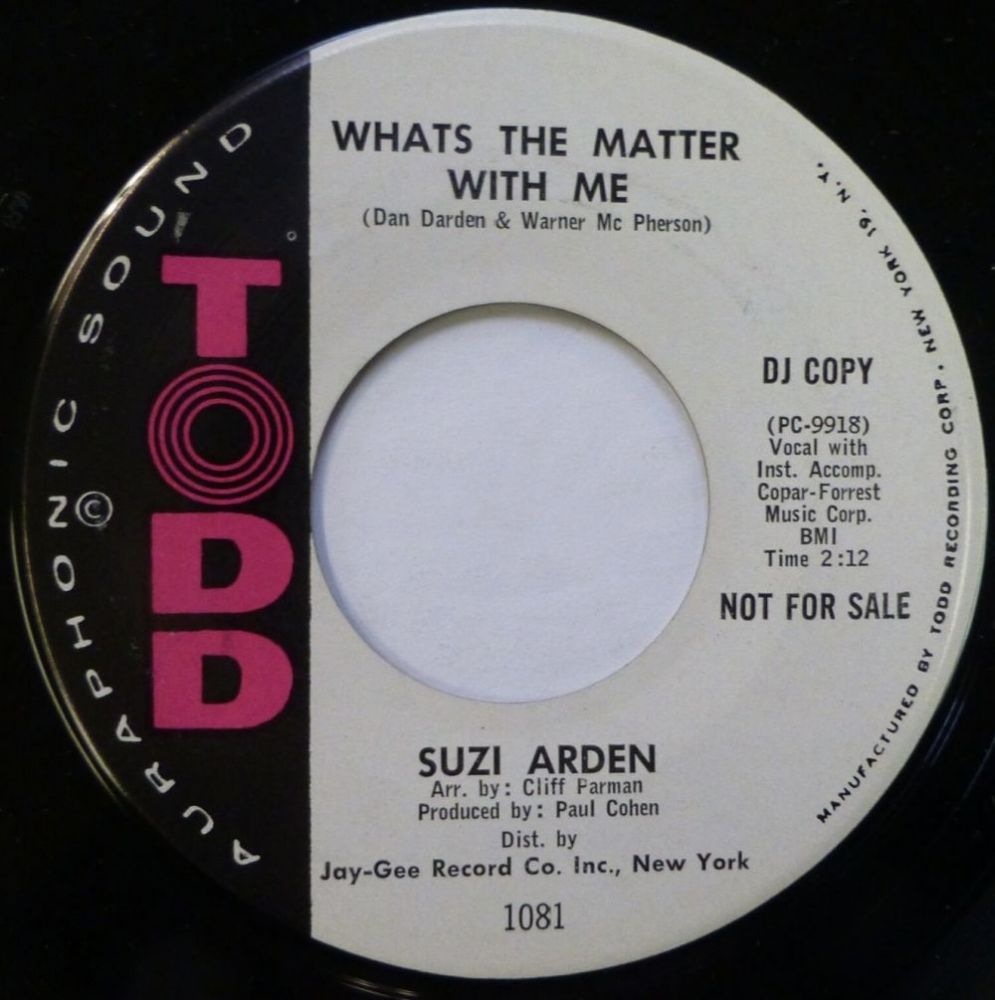 WHATS THE MATTER
WITH ME
(Dan Darden & Warner Mc Pherson)
AURAPHONIC SOUND
©
TODD
DJ COPY
(PC-9918)
Vocal with
Inst. Accomp.
Copar-Forrest
Music Corp.
BMI
Time 2:12
NOT FOR SALE
MANUFACTURED BY TODD RECORDING CORP. NEW YORK 19, N.Y.
SUZI ARDEN
Arr. by: Cliff Parman
Produced by: Paul Cohen
Dist. by
Jay-Gee Record Co. Inc., New York
1081